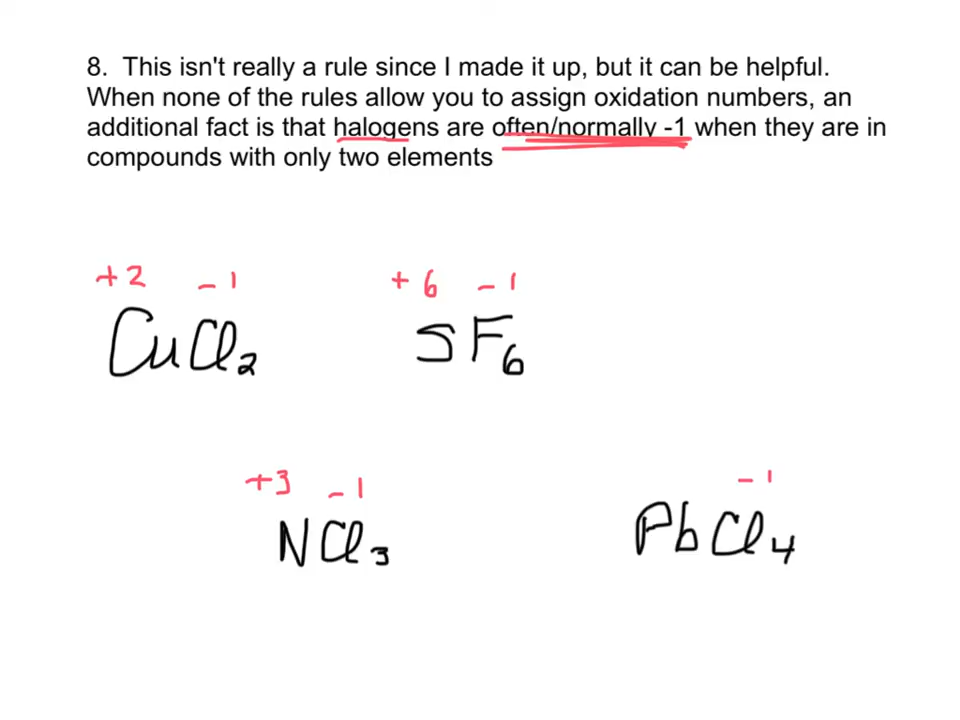 8. This isn't really a rule since I made it up, but it can be helpful.
When none of the rules allow you to assign oxidation numbers, an
additional fact is that halogens are often/normally -1 when they are in
compounds with only two elements
+2 -1 +6 -1
CuCl2 SF6
+3 -1 -1
NCl3 PbCl4